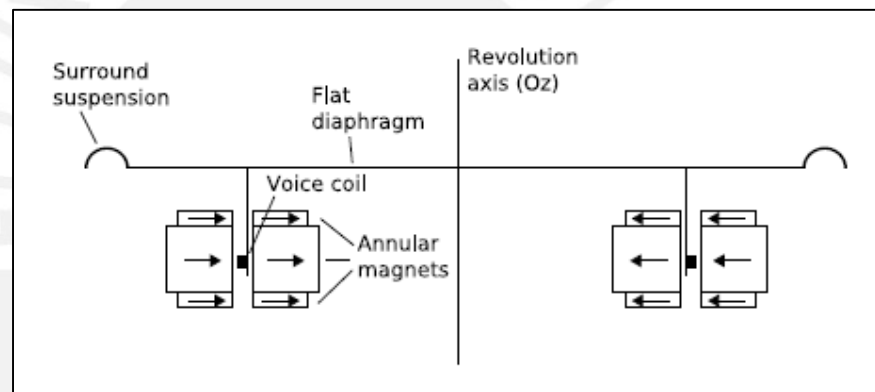 Surround
suspension
Flat
diaphragm
Revolution
axis (Oz)
Voice coil
Annular
magnets